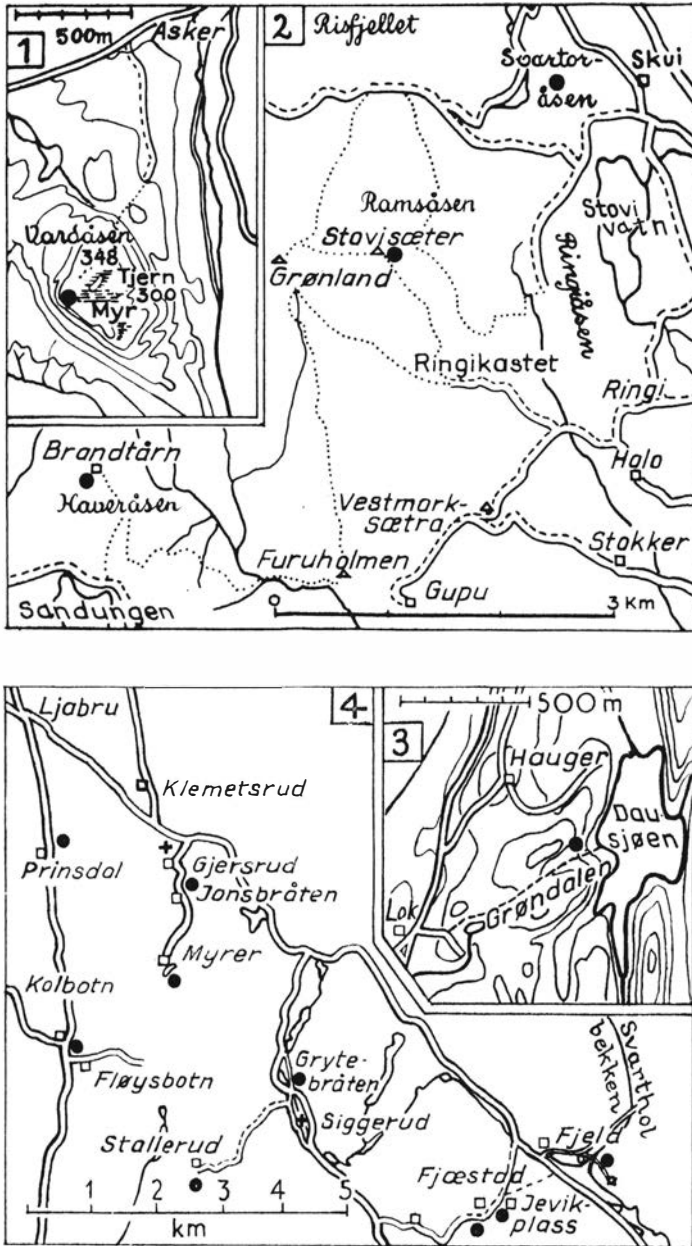 1
500m
Asker
Vardåsen
348
Tjern
300
Myr
2
Risfjellet
Svartor-
åsen
Skui
Ramsåsen
Stovisæter
Grønland
Stovi
vatn
Ringiåsen
Ringikastet
Ringi
Brandtårn
Haveråsen
Vestmork-
sætra
Halo
Furuholmen
Stokker
Sandungen
Gupu
3 Km
4
Ljabru
Klemetsrud
Prinsdal
Gjersrud
Jonsbråten
Myrer
Kolbotn
Fløysbotn
Gryte-
bråten
Siggerud
Stallerud
1 2 3 4 5
km
Fjæstad
Jevik-
plass
Fjeld
Svarthol
bekken
3
500 m
Hauger
Dau-
sjøen
Grøndalen
Lok